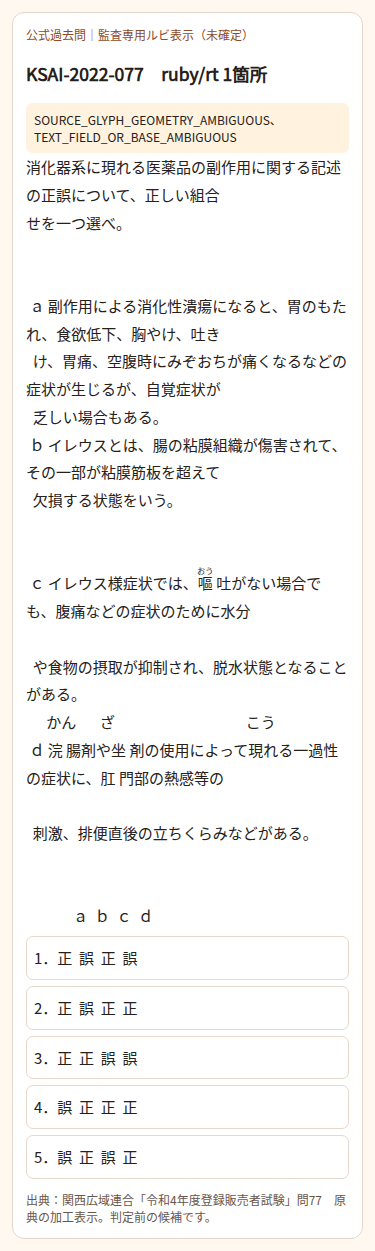 公式過去問｜監査専用ルビ表示（未確定）
KSAI-2022-077　ruby/rt 1箇所
SOURCE_GLYPH_GEOMETRY_AMBIGUOUS、
TEXT_FIELD_OR_BASE_AMBIGUOUS
消化器系に現れる医薬品の副作用に関する記述
の正誤について、正しい組合
せを一つ選べ。
a 副作用による消化性潰瘍になると、胃のもた
れ、食欲低下、胸やけ、吐き
け、胃痛、空腹時にみぞおちが痛くなるなどの
症状が生じるが、自覚症状が
乏しい場合もある。
b イレウスとは、腸の粘膜組織が傷害されて、
その一部が粘膜筋板を超えて
欠損する状態をいう。
おう
c イレウス様症状では、嘔 吐がない場合で
も、腹痛などの症状のために水分
や食物の摂取が抑制され、脱水状態となること
がある。
かん　ざ　こう
d 浣 腸剤や坐 剤の使用によって現れる一過性
の症状に、肛 門部の熱感等の
刺激、排便直後の立ちくらみなどがある。
a b c d
1. 正 誤 正 誤
2. 正 誤 正 正
3. 正 正 誤 誤
4. 誤 正 正 正
5. 誤 正 誤 正
出典：関西広域連合「令和4年度登録販売者試験」問77　原
典の加工表示。判定前の候補です。